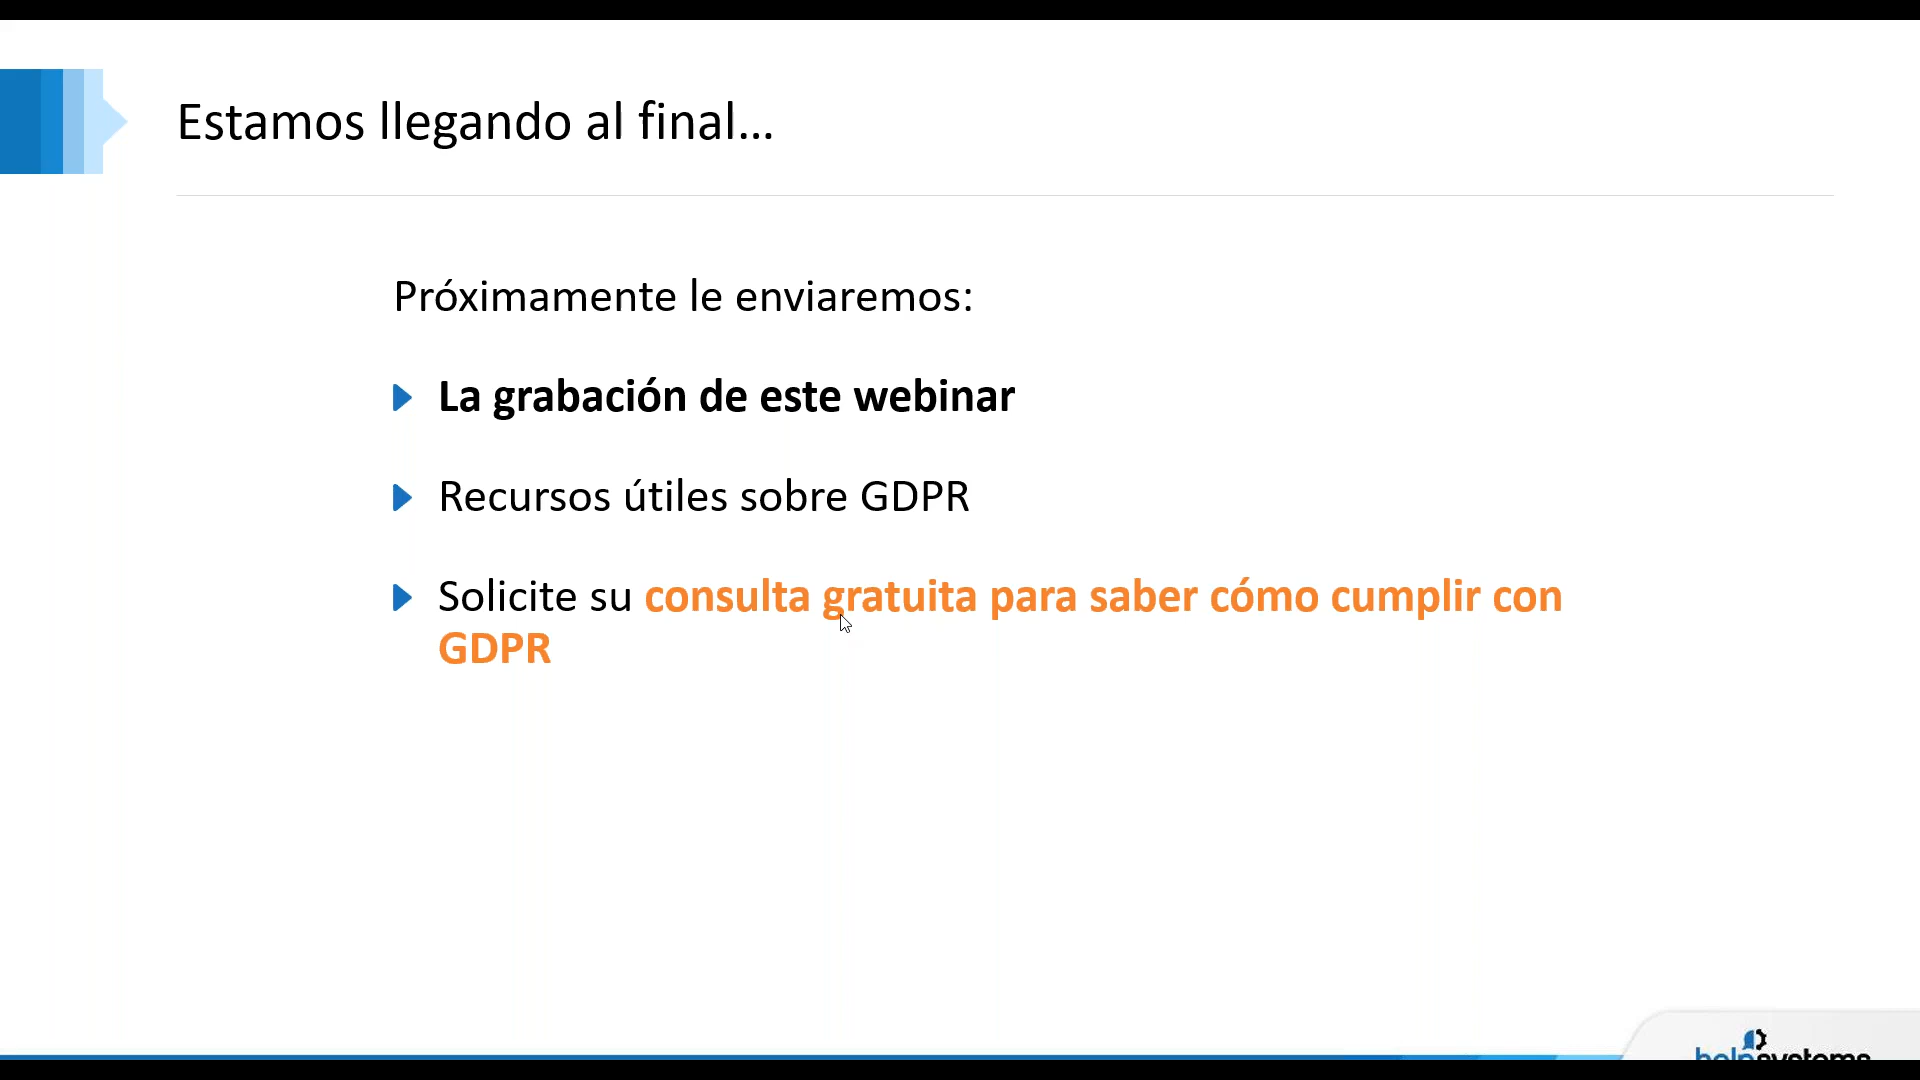 Estamos llegando al final...
Próximamente le enviaremos:
La grabación de este webinar
Recursos útiles sobre GDPR
Solicite su consulta gratuita para saber cómo cumplir con
GDPR
helpsystems